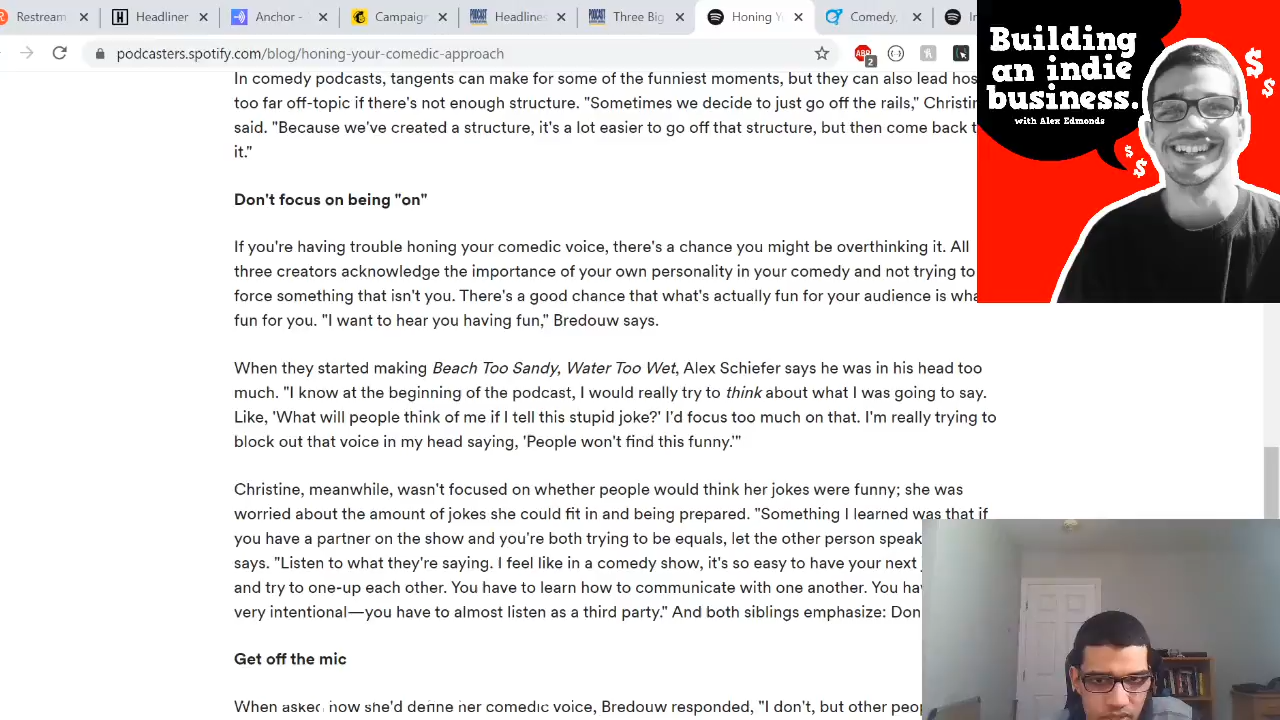 Restream
Headliner
Anchor -
Campaign
Headlines
Three Big
Honing Y
Comedy,
podcasters.spotify.com/blog/honing-your-comedic-approach
2
In comedy podcasts, tangents can make for some of the funniest moments, but they can also lead
too far off-topic if there's not enough structure. "Sometimes we decide to just go off the rails,"
said. "Because we've created a structure, it's a lot easier to go off that structure, but then come back
it."
Don't focus on being "on"
If you're having trouble honing your comedic voice, there's a chance you might be overthinking it. All
three creators acknowledge the importance of your own personality in your comedy and not trying to
force something that isn't you. There's a good chance that what's actually fun for your audience is
fun for you. "I want to hear you having fun," Bredouw says.
When they started making Beach Too Sandy, Water Too Wet, Alex Schiefer says he was in his head too
much. "I know at the beginning of the podcast, I would really try to think about what I was going to say.
Like, 'What will people think of me if I tell this stupid joke?' I'd focus too much on that. I'm really trying to
block out that voice in my head saying, 'People won't find this funny.'"
Christine, meanwhile, wasn't focused on whether people would think her jokes were funny; she was
worried about the amount of jokes she could fit in and being prepared. "Something I learned was that if
you have a partner on the show and you're both trying to be equals, let the other person speak
says. "Listen to what they're saying. I feel like in a comedy show, it's so easy to have your next
and try to one-up each other. You have to learn how to communicate with one another. You
very intentional—you have to almost listen as a third party." And both siblings emphasize:
Get off the mic
When asked how she'd define her comedic voice, Bredouw responded, "I don't, but other
Building
an indie
business.
with Alex Edmonds
$
$
$
$